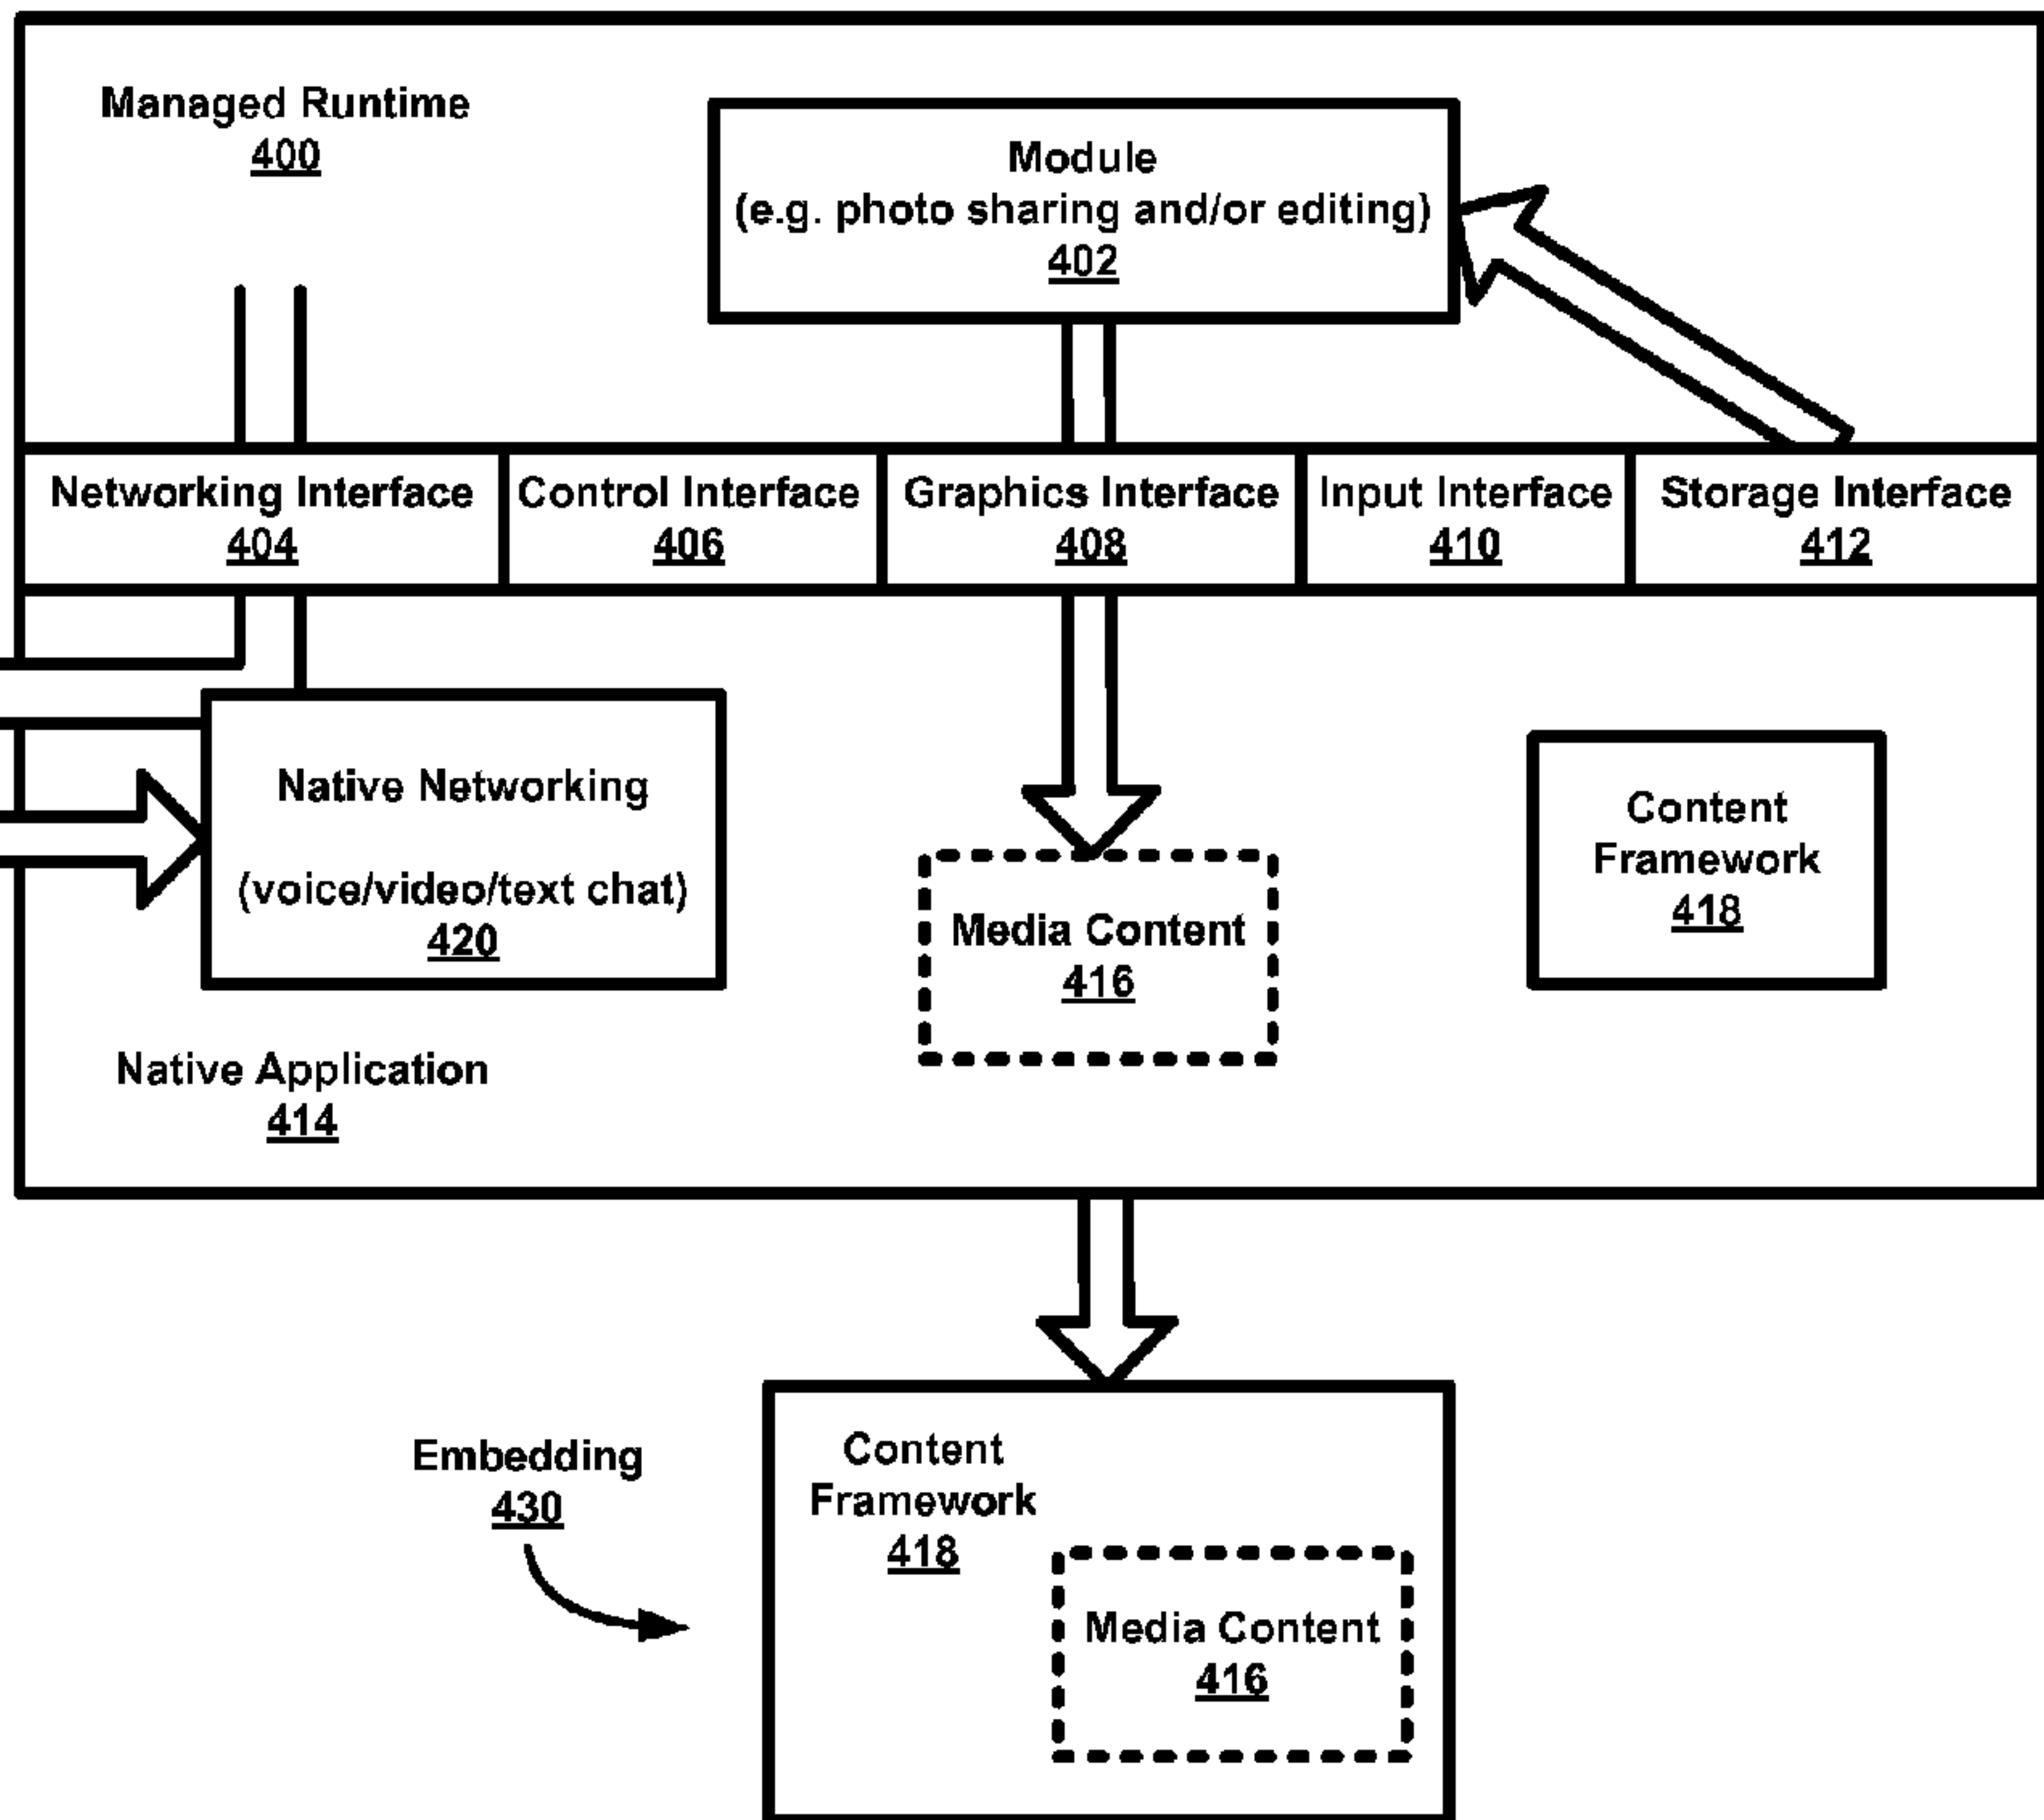 Managed Runtime
400
Module
(e.g. photo sharing and/or editing)
402
Networking Interface
404
Control Interface
406
Graphics Interface
408
Input Interface
410
Storage Interface
412
Native Networking
(voice/video/text chat)
420
Media Content
416
Content
Framework
418
Native Application
414
Embedding
430
Content
Framework
418
Media Content
416